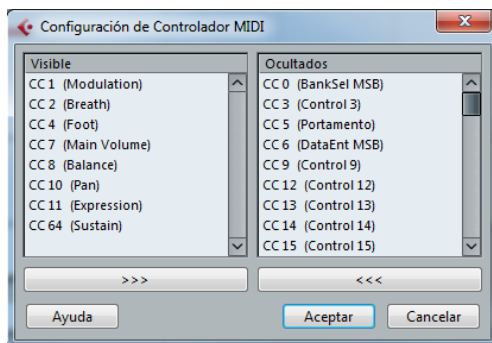 Configuración de Controlador MIDI
Visible
CC 1 (Modulation)
CC 2 (Breath)
CC 4 (Foot)
CC 7 (Main Volume)
CC 8 (Balance)
CC 10 (Pan)
CC 11 (Expression)
CC 64 (Sustain)
>>>
Ocultados
CC 0 (BankSel MSB)
CC 3 (Control 3)
CC 5 (Portamento)
CC 6 (DataEnt MSB)
CC 9 (Control 9)
CC 12 (Control 12)
CC 13 (Control 13)
CC 14 (Control 14)
CC 15 (Control 15)
<<<
Ayuda
Aceptar
Cancelar